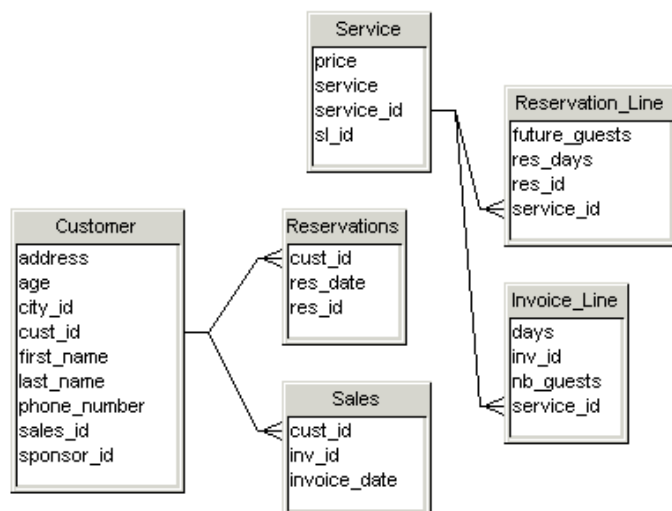 Service
price
service
service_id
sl_id
Reservation_Line
future_guests
res_days
res_id
service_id
Customer
address
age
city_id
cust_id
first_name
last_name
phone_number
sales_id
sponsor_id
Reservations
cust_id
res_date
res_id
Invoice_Line
days
inv_id
nb_guests
service_id
Sales
cust_id
inv_id
invoice_date